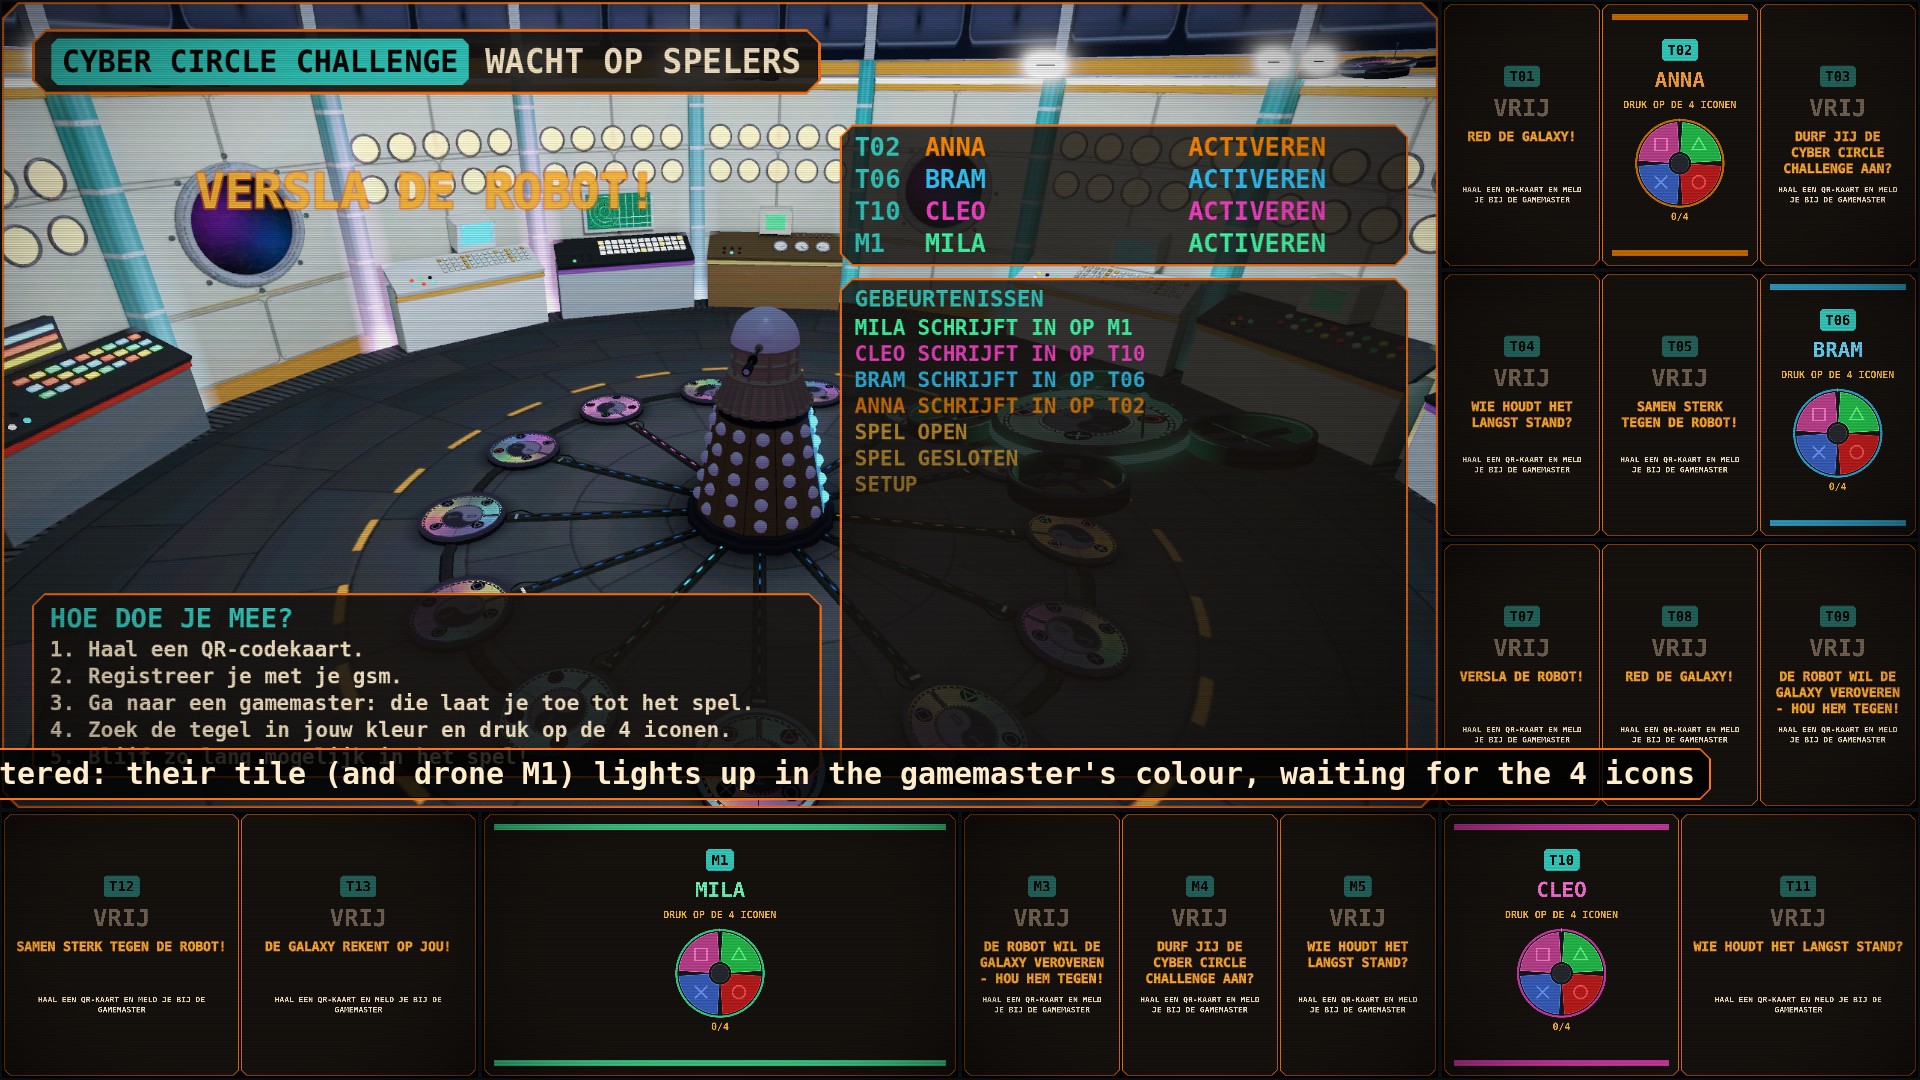 CYBER CIRCLE CHALLENGE WACHT OP SPELERS
VERSLA DE ROBOT!
T02 ANNA ACTIVEREN
T06 BRAM ACTIVEREN
T10 CLEO ACTIVEREN
M1 MILA ACTIVEREN
GEBEURTENISSEN
MILA SCHRIJFT IN OP M1
CLEO SCHRIJFT IN OP T10
BRAM SCHRIJFT IN OP T06
ANNA SCHRIJFT IN OP T02
SPEL OPEN
SPEL GESLOTEN
SETUP
HOE DOE JE MEE?
1. Haal een QR-codekaart.
2. Registreer je met je gsm.
3. Ga naar een gamemaster: die laat je toe tot het spel.
4. Zoek de tegel in jouw kleur en druk op de 4 iconen.
5. Blijf zo lang mogelijk in het spel!
tered: their tile (and drone M1) lights up in the gamemaster's colour, waiting for the 4 icons
T01
VRIJ
RED DE GALAXY!
HAAL EEN QR-KAART EN MELD
JE BIJ DE GAMEMASTER
T02
ANNA
DRUK OP DE 4 ICONEN
0/4
T03
VRIJ
DURF JIJ DE
CYBER CIRCLE
CHALLENGE AAN?
HAAL EEN QR-KAART EN MELD
JE BIJ DE GAMEMASTER
T04
VRIJ
WIE HOUDT HET
LANGST STAND?
HAAL EEN QR-KAART EN MELD
JE BIJ DE GAMEMASTER
T05
VRIJ
SAMEN STERK
TEGEN DE ROBOT!
HAAL EEN QR-KAART EN MELD
JE BIJ DE GAMEMASTER
T06
BRAM
DRUK OP DE 4 ICONEN
0/4
T07
VRIJ
VERSLA DE ROBOT!
HAAL EEN QR-KAART EN MELD
JE BIJ DE GAMEMASTER
T08
VRIJ
RED DE GALAXY!
HAAL EEN QR-KAART EN MELD
JE BIJ DE GAMEMASTER
T09
VRIJ
DE ROBOT WIL DE
GALAXY VEROVEREN
- HOU HEM TEGEN!
HAAL EEN QR-KAART EN MELD
JE BIJ DE GAMEMASTER
T12
VRIJ
SAMEN STERK TEGEN DE ROBOT!
HAAL EEN QR-KAART EN MELD JE BIJ DE
GAMEMASTER
T13
VRIJ
DE GALAXY REKENT OP JOU!
HAAL EEN QR-KAART EN MELD JE BIJ DE
GAMEMASTER
M1
MILA
DRUK OP DE 4 ICONEN
0/4
M3
VRIJ
DE ROBOT WIL DE
GALAXY VEROVEREN
- HOU HEM TEGEN!
HAAL EEN QR-KAART EN MELD
JE BIJ DE GAMEMASTER
M4
VRIJ
DURF JIJ DE
CYBER CIRCLE
CHALLENGE AAN?
HAAL EEN QR-KAART EN MELD
JE BIJ DE GAMEMASTER
M5
VRIJ
WIE HOUDT HET
LANGST STAND?
HAAL EEN QR-KAART EN MELD
JE BIJ DE GAMEMASTER
T10
CLEO
DRUK OP DE 4 ICONEN
0/4
T11
VRIJ
WIE HOUDT HET LANGST STAND?
HAAL EEN QR-KAART EN MELD JE BIJ DE
GAMEMASTER